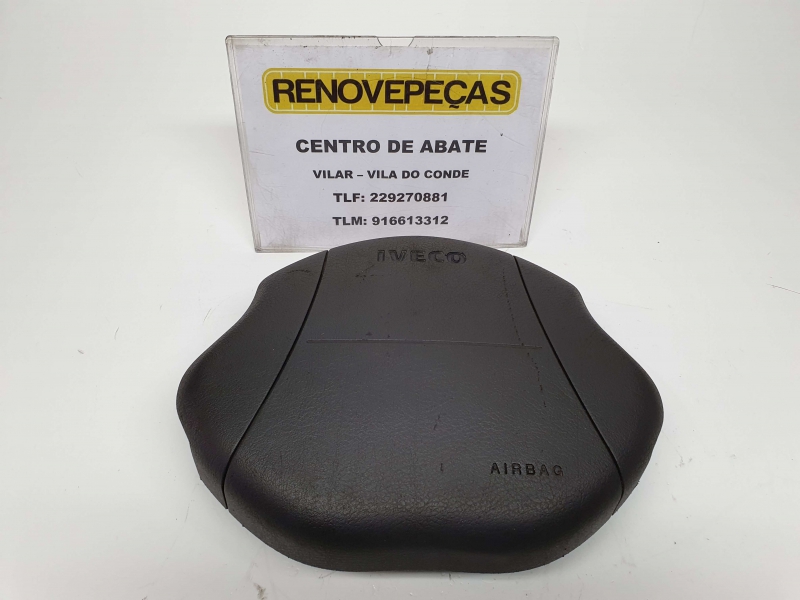 RENOVEPEÇAS
CENTRO DE ABATE
VILAR – VILA DO CONDE
TLF: 229270881
TLM: 916613312
IVECO
AIRBAG